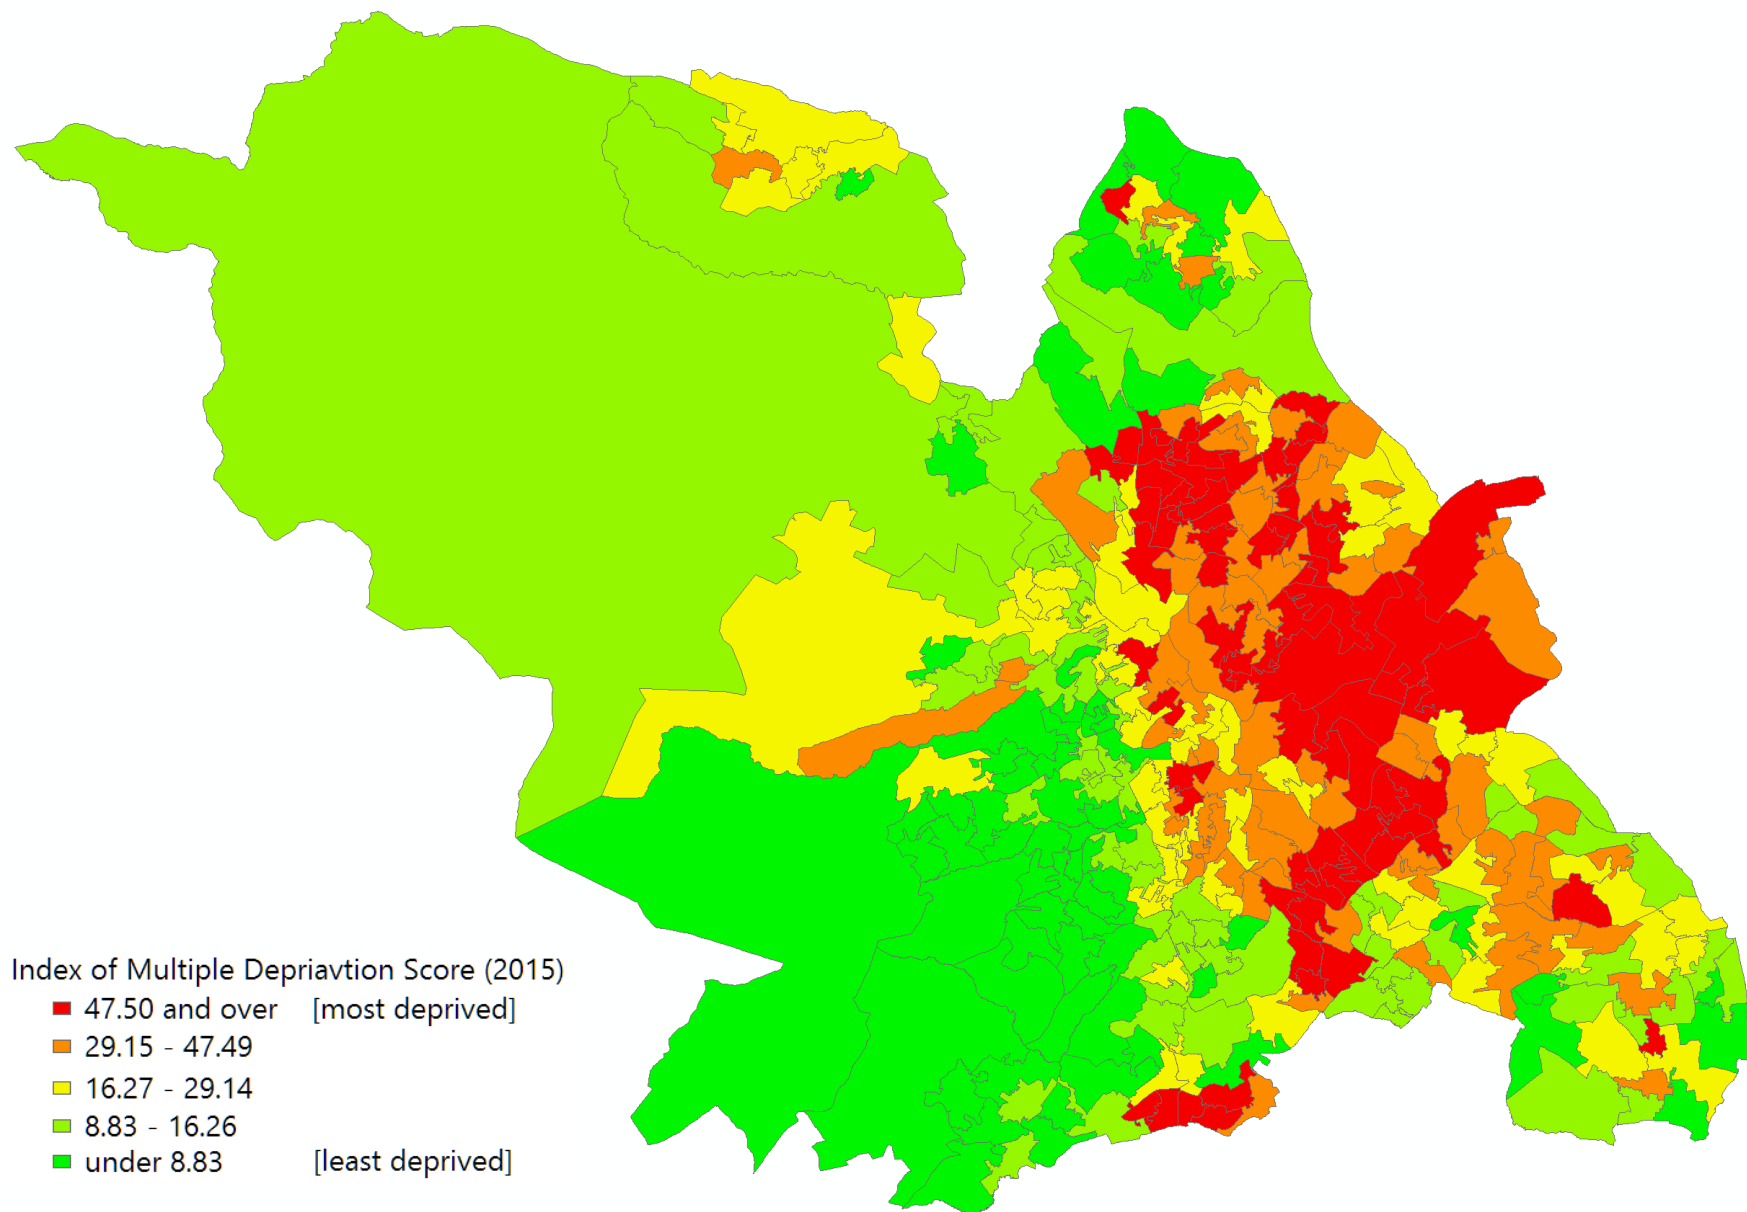 Index of Multiple Depriavtion Score (2015)
47.50 and over [most deprived]
29.15 - 47.49
16.27 - 29.14
8.83 - 16.26
under 8.83 [least deprived]